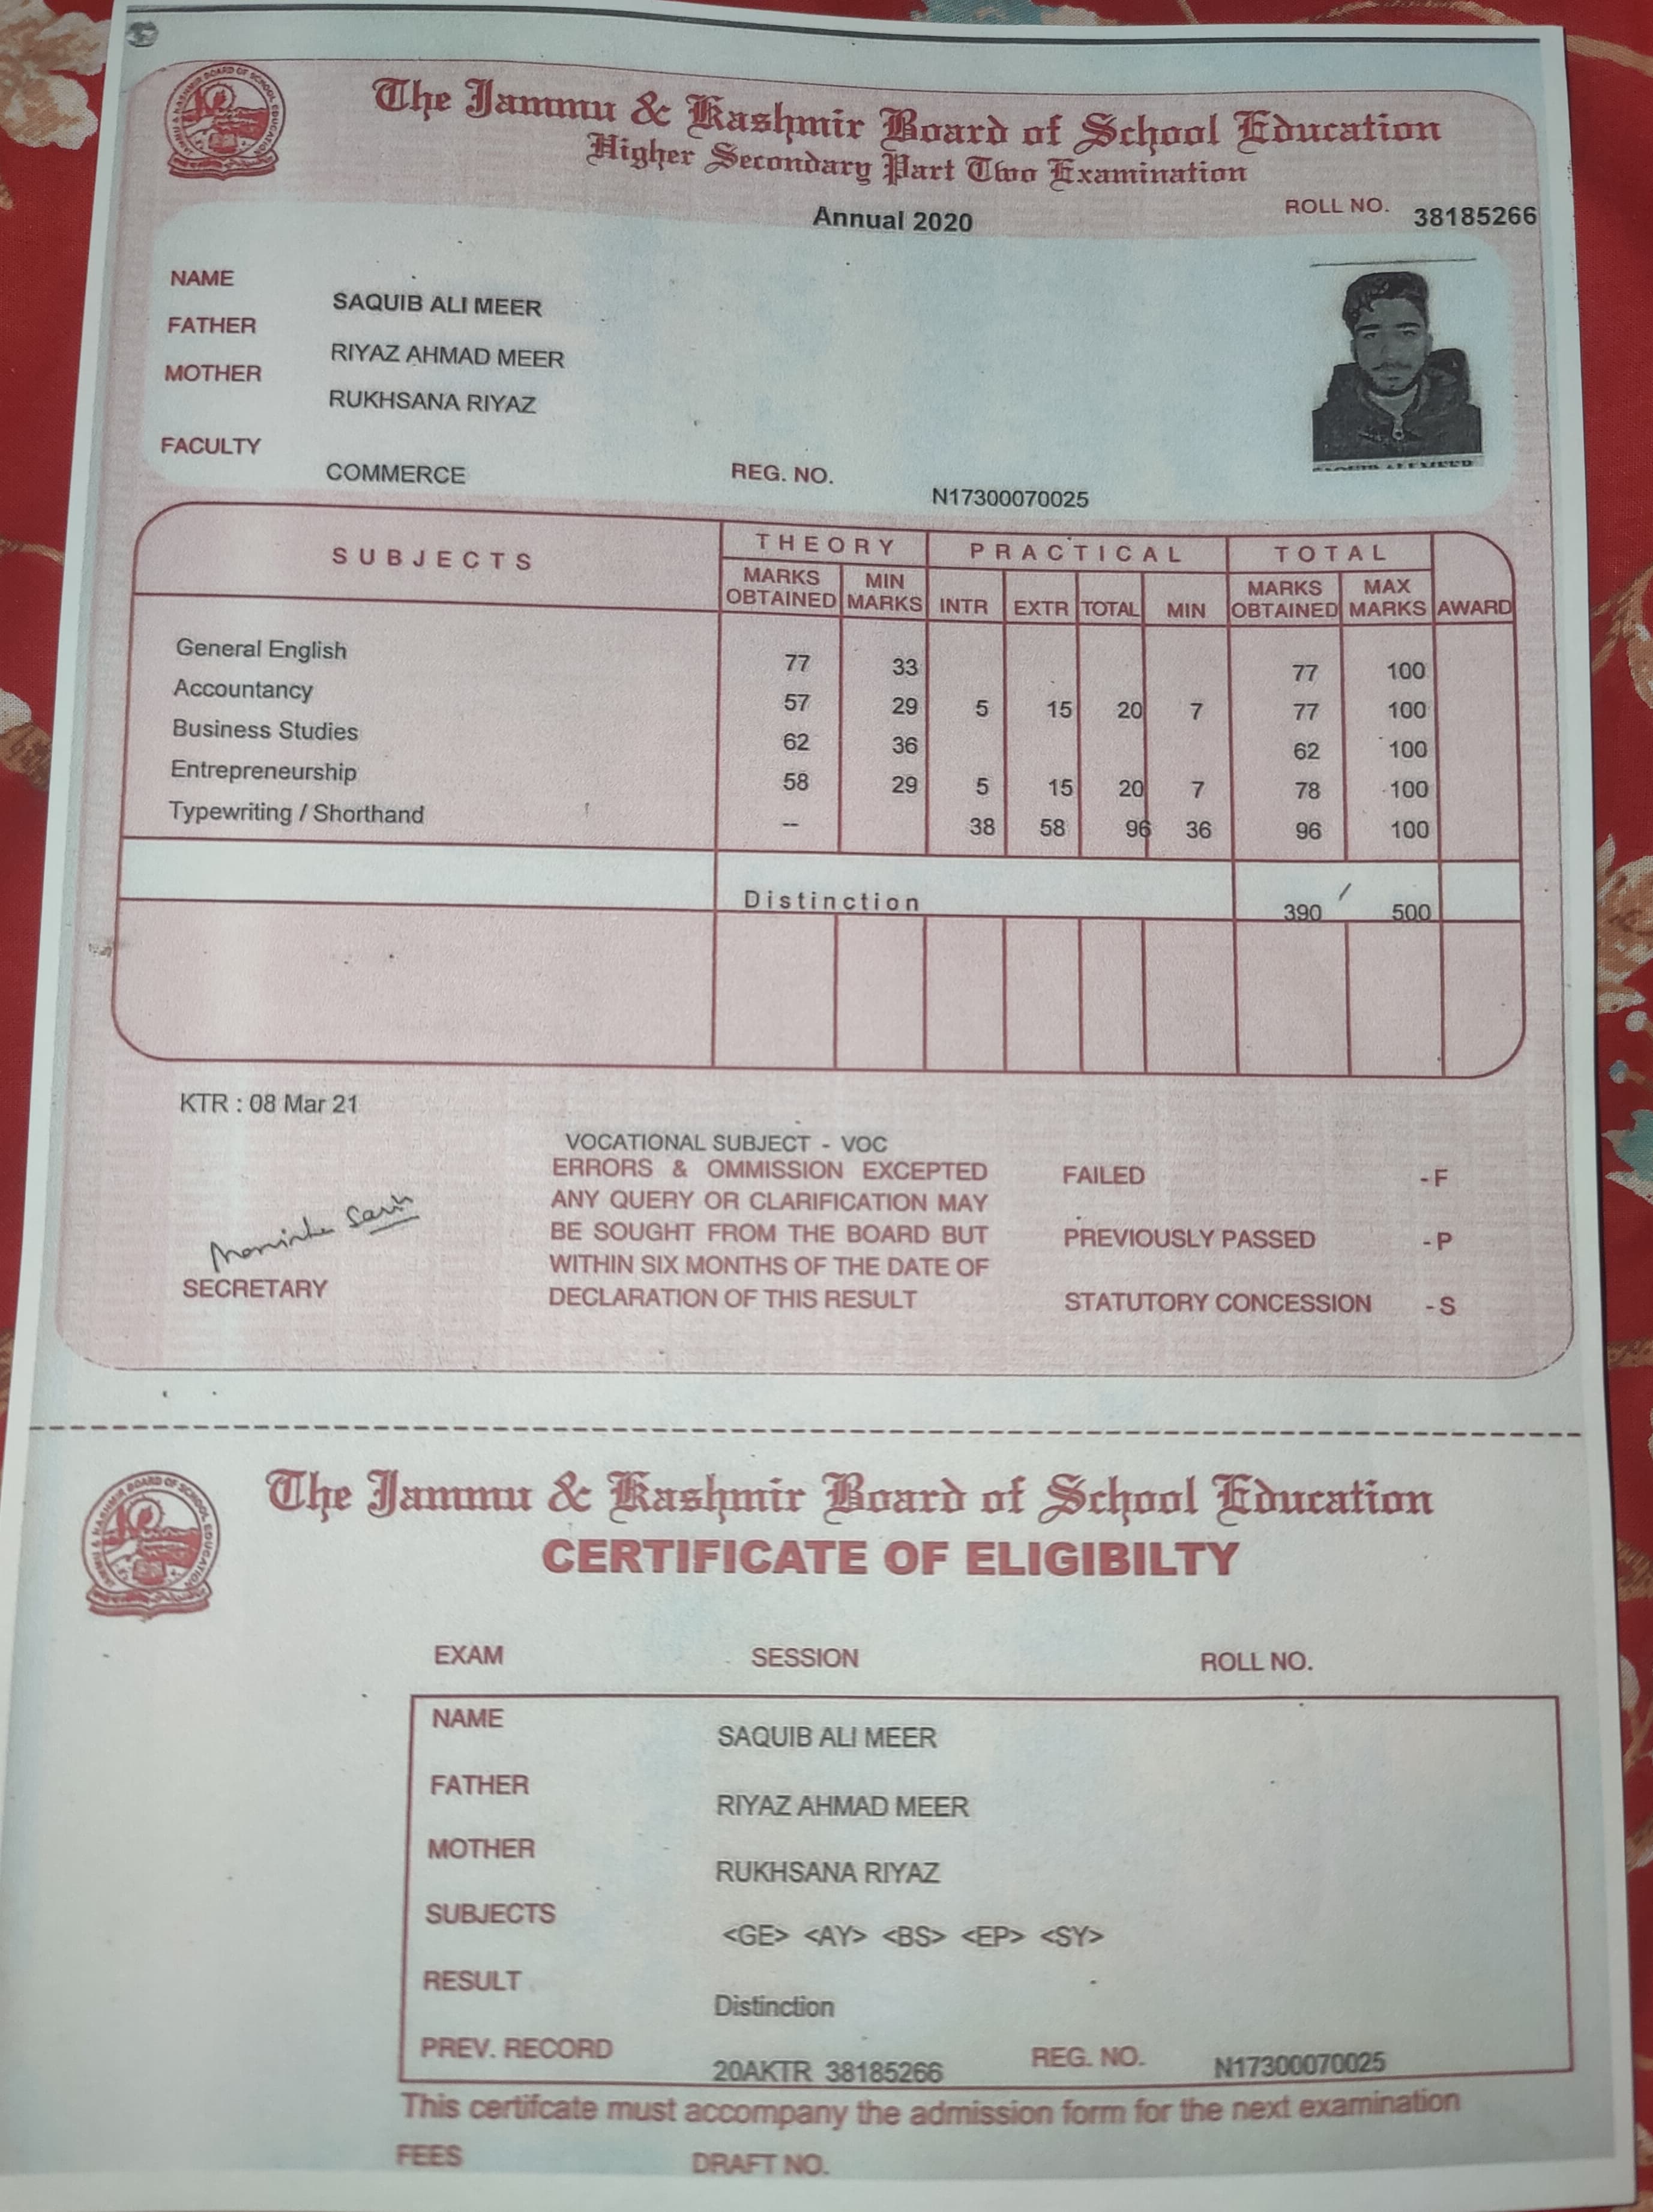 The Jammu & Kashmir Board of School Education
Higher Secondary Part Two Examination
Annual 2020
ROLL NO. 38185266
NAME SAQUIB ALI MEER
FATHER RIYAZ AHMAD MEER
MOTHER RUKHSANA RIYAZ
FACULTY COMMERCE REG. NO. N17300070025
SAQUIB ALI MEER
SUBJECTS THEORY PRACTICAL TOTAL
MARKS OBTAINED MIN MARKS INTR EXTR TOTAL MIN MARKS OBTAINED MAX MARKS AWARD
General English 77 33 77 100
Accountancy 57 29 5 15 20 7 77 100
Business Studies 62 36 62 100
Entrepreneurship 58 29 5 15 20 7 78 100
Typewriting / Shorthand -- 38 58 96 36 96 100
Distinction 390 / 500
KTR : 08 Mar 21
VOCATIONAL SUBJECT - VOC
ERRORS & OMMISSION EXCEPTED
ANY QUERY OR CLARIFICATION MAY
BE SOUGHT FROM THE BOARD BUT
WITHIN SIX MONTHS OF THE DATE OF
DECLARATION OF THIS RESULT
FAILED - F
PREVIOUSLY PASSED - P
STATUTORY CONCESSION - S
SECRETARY
JAMMU & KASHMIR BOARD OF SCHOOL EDUCATION
The Jammu & Kashmir Board of School Education
CERTIFICATE OF ELIGIBILTY
EXAM SESSION ROLL NO.
NAME SAQUIB ALI MEER
FATHER RIYAZ AHMAD MEER
MOTHER RUKHSANA RIYAZ
SUBJECTS <GE> <AY> <BS> <EP> <SY>
RESULT Distinction
PREV. RECORD 20AKTR 38185266 REG. NO. N17300070025
This certifcate must accompany the admission form for the next examination
FEES DRAFT NO.